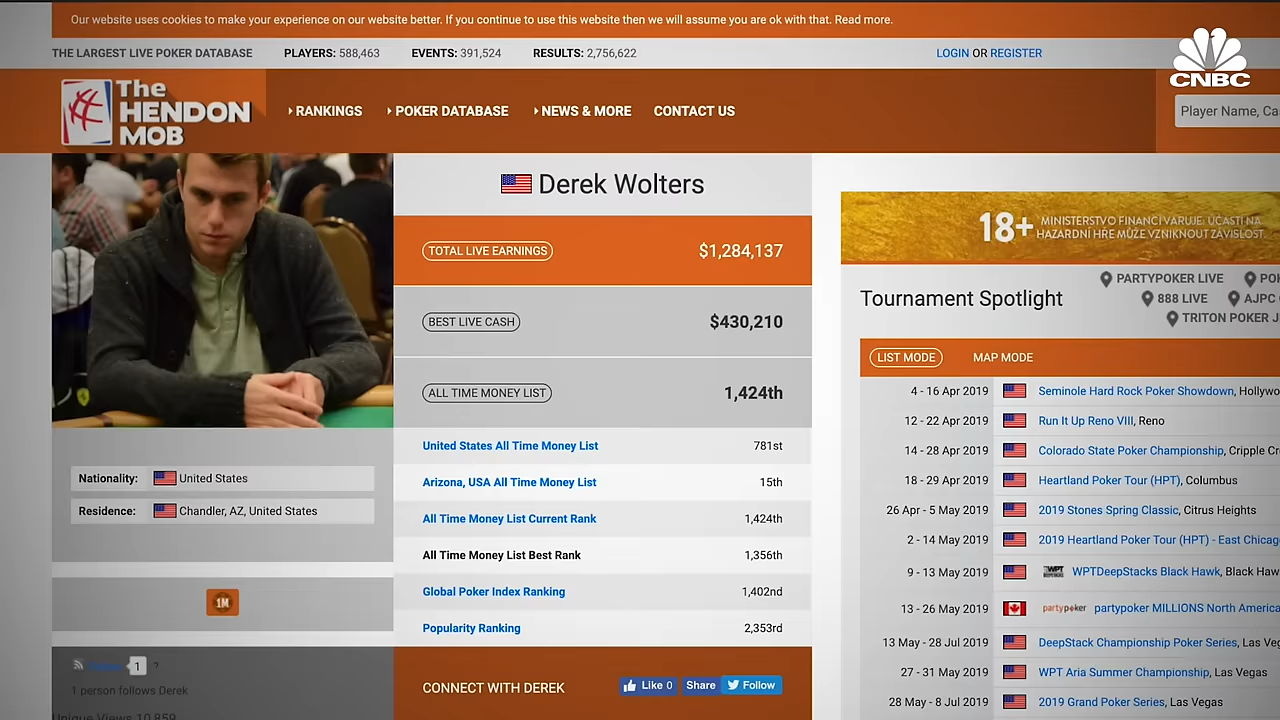 Our website uses cookies to make your experience on our website better. If you continue to use this website then we will assume you are ok with that. Read more.
THE LARGEST LIVE POKER DATABASE PLAYERS: 588,463 EVENTS: 391,524 RESULTS: 2,756,622 LOGIN OR REGISTER
CNBC
The
HENDON
MOB
RANKINGS POKER DATABASE NEWS & MORE CONTACT US
Player Name, Ca
Derek Wolters
TOTAL LIVE EARNINGS $1,284,137
BEST LIVE CASH $430,210
ALL TIME MONEY LIST 1,424th
United States All Time Money List 781st
Arizona, USA All Time Money List 15th
All Time Money List Current Rank 1,424th
All Time Money List Best Rank 1,356th
Global Poker Index Ranking 1,402nd
Popularity Ranking 2,353rd
CONNECT WITH DEREK Like 0 Share Follow
Nationality: United States
Residence: Chandler, AZ, United States
1M
1 ?
1 person follows Derek
Unique Views 10,859
18+ MINISTERSTVO FINANCÍ VARUJE: ÚČASTÍ NA
HAZARDNÍ HŘE MŮŽE VZNIKNOUT ZÁVISLOST.
Tournament Spotlight
PARTYPOKER LIVE PO
888 LIVE AJPC
TRITON POKER J
LIST MODE MAP MODE
4 - 16 Apr 2019 Seminole Hard Rock Poker Showdown, Hollywo
12 - 22 Apr 2019 Run It Up Reno VIII, Reno
14 - 28 Apr 2019 Colorado State Poker Championship, Cripple Cr
18 - 29 Apr 2019 Heartland Poker Tour (HPT), Columbus
26 Apr - 5 May 2019 2019 Stones Spring Classic, Citrus Heights
2 - 14 May 2019 2019 Heartland Poker Tour (HPT) - East Chicag
9 - 13 May 2019 WPT DEEPSTACKS WPTDeepStacks Black Hawk, Black Haw
13 - 26 May 2019 partypoker partypoker MILLIONS North America
13 May - 28 Jul 2019 DeepStack Championship Poker Series, Las Ve
27 - 31 May 2019 WPT Aria Summer Championship, Las Vegas
28 May - 8 Jul 2019 2019 Grand Poker Series, Las Vegas